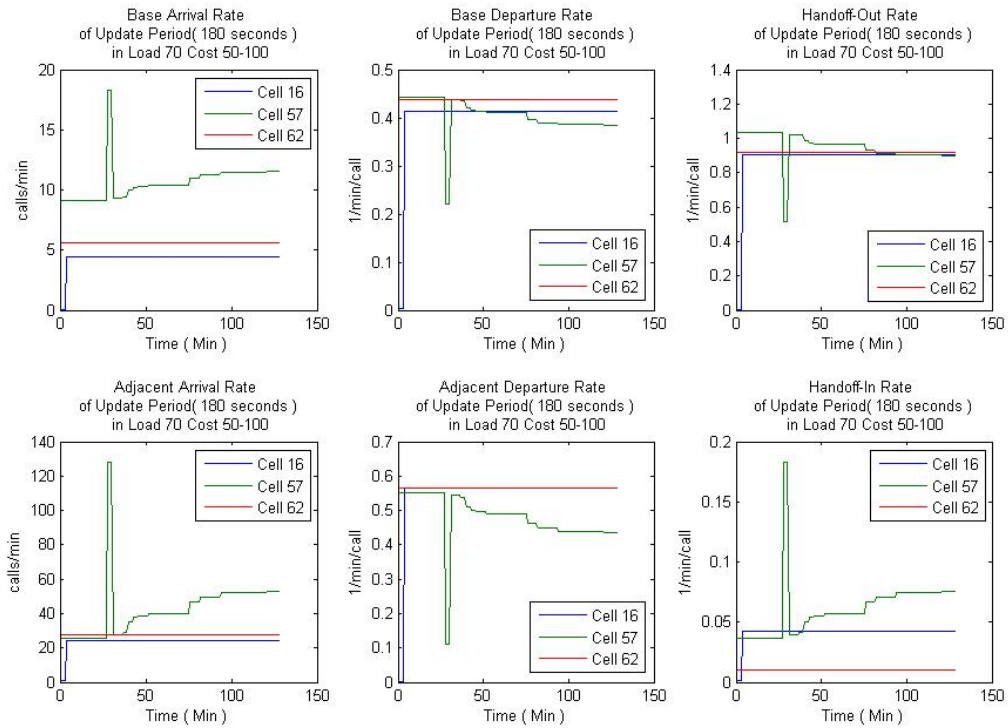 Base Arrival Rate
of Update Period( 180 seconds )
in Load 70 Cost 50-100
20
15
10
5
0
calls/min
Cell 16
Cell 57
Cell 62
0 50 100 150
Time ( Min )
Base Departure Rate
of Update Period( 180 seconds )
in Load 70 Cost 50-100
0.5
0.4
0.3
0.2
0.1
0
1/min/call
Cell 16
Cell 57
Cell 62
0 50 100 150
Time ( Min )
Handoff-Out Rate
of Update Period( 180 seconds )
in Load 70 Cost 50-100
1.4
1.2
1
0.8
0.6
0.4
0.2
0
1/min/call
Cell 16
Cell 57
Cell 62
0 50 100 150
Time ( Min )
Adjacent Arrival Rate
of Update Period( 180 seconds )
in Load 70 Cost 50-100
140
120
100
80
60
40
20
0
calls/min
Cell 16
Cell 57
Cell 62
0 50 100 150
Time ( Min )
Adjacent Departure Rate
of Update Period( 180 seconds )
in Load 70 Cost 50-100
0.7
0.6
0.5
0.4
0.3
0.2
0.1
0
1/min/call
Cell 16
Cell 57
Cell 62
0 50 100 150
Time ( Min )
Handoff-In Rate
of Update Period( 180 seconds )
in Load 70 Cost 50-100
0.2
0.15
0.1
0.05
0
1/min/call
Cell 16
Cell 57
Cell 62
0 50 100 150
Time ( Min )